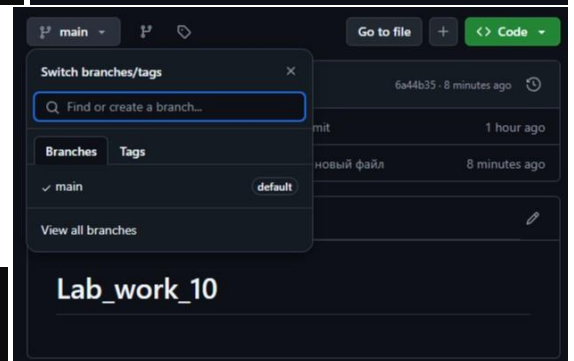 main
Go to file
<> Code
Switch branches/tags
6a44b35 · 8 minutes ago
Find or create a branch...
mit
1 hour ago
Branches
Tags
новый файл
8 minutes ago
main
default
View all branches
Lab_work_10